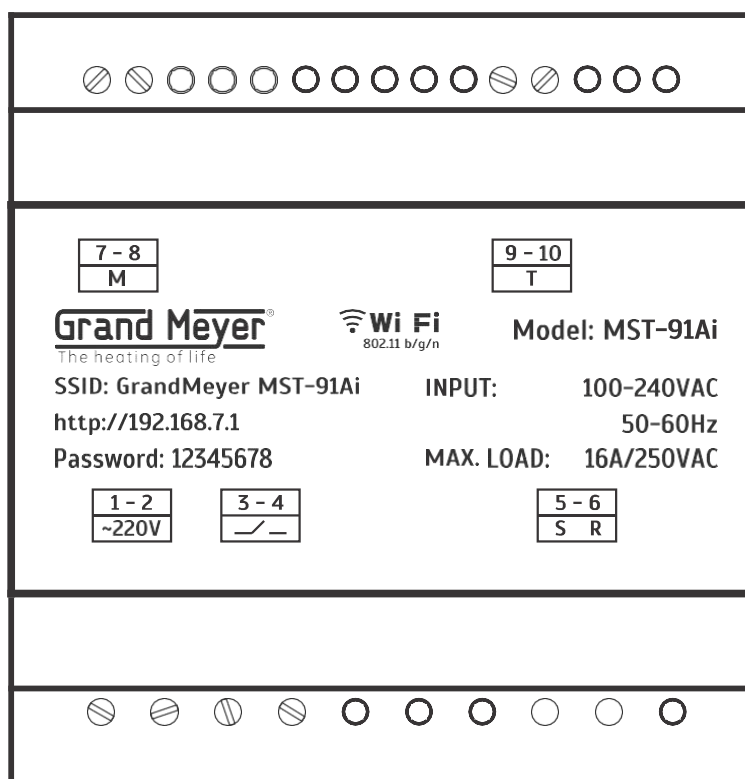 7 - 8
M
9 - 10
T
Grand Meyer®
The heating of life
Wi Fi
802.11 b/g/n
Model: MST-91Ai
SSID: GrandMeyer MST-91Ai
http://192.168.7.1
Password: 12345678
INPUT: 100-240VAC
50-60Hz
MAX. LOAD: 16A/250VAC
1 - 2
~220V
3 - 4
5 - 6
S R